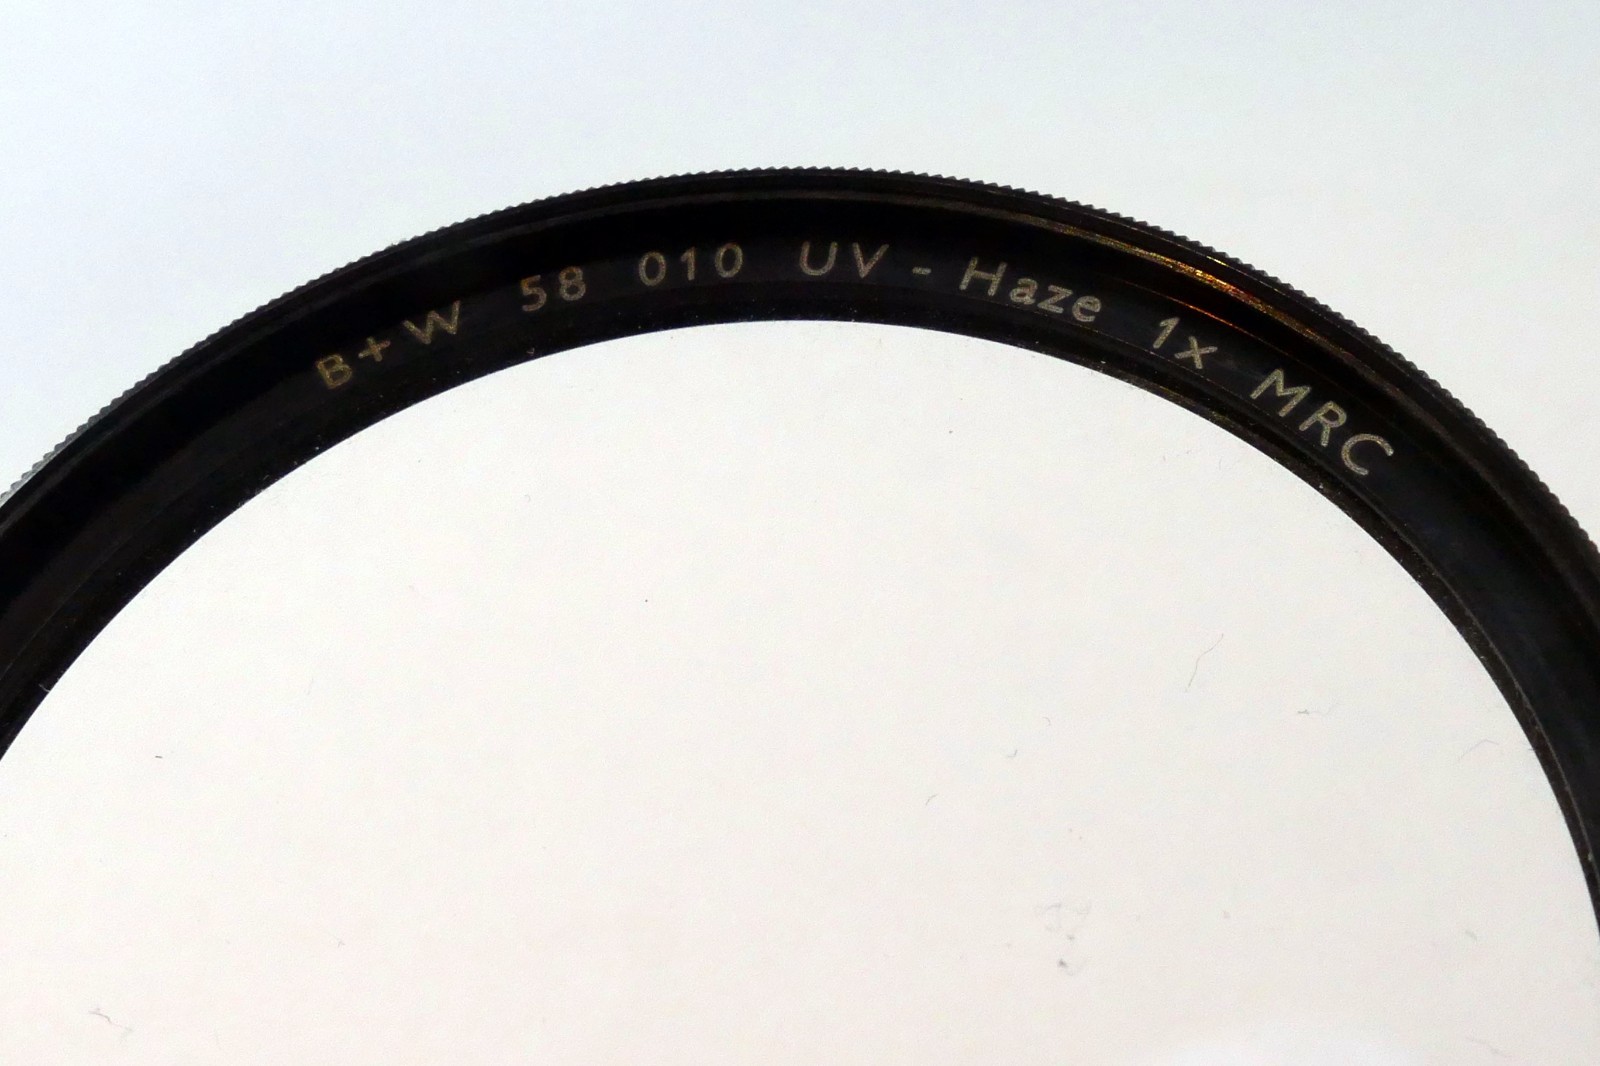 B+W 58 010 UV - Haze 1x MRC